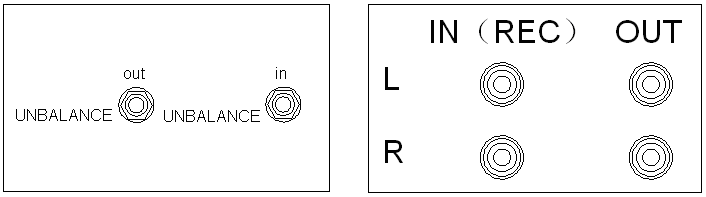 out in
UNBALANCE UNBALANCE
IN（REC） OUT
L
R